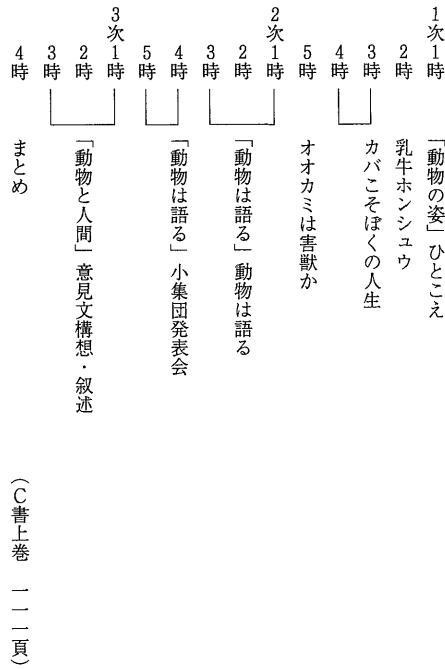 1次1時 「動物の姿」ひとこえ
2時 乳牛ホンシュウ
3時
4時 カバこそぼくの人生
5時 オオカミは害獣か
2次1時
2時 「動物は語る」動物は語る
3時
4時 「動物は語る」小集団発表会
5時
3次1時
2時 「動物と人間」意見文構想・叙述
3時
4時 まとめ (C書上巻 一一一頁)